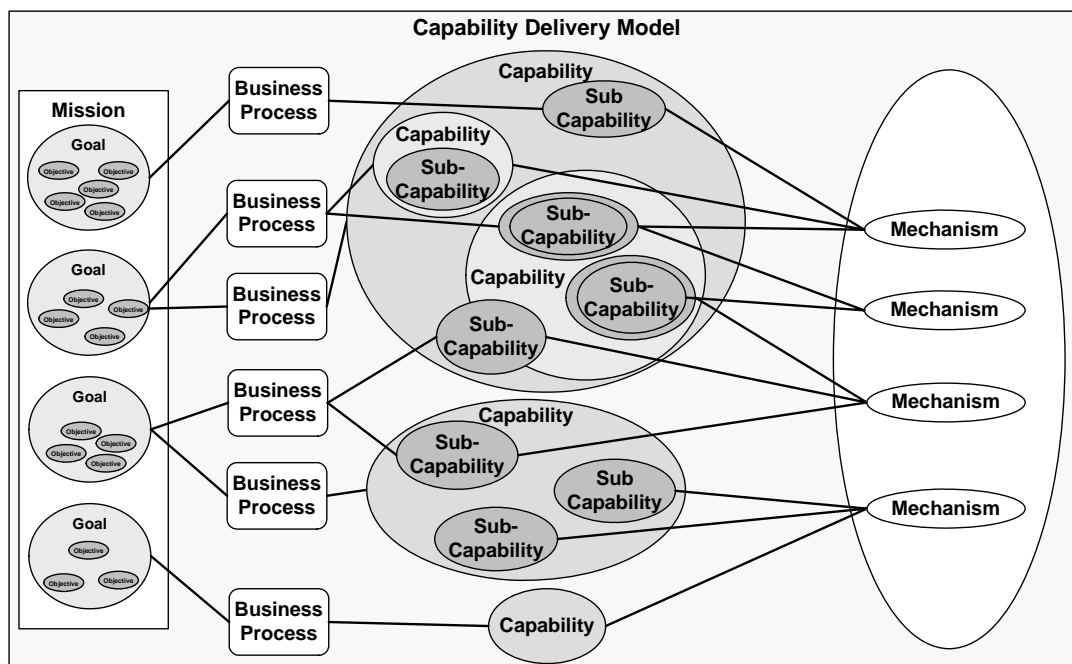 Capability Delivery Model
Mission
Goal
Objective
Objective
Objective
Objective
Objective
Goal
Objective
Objective
Objective
Objective
Goal
Objective
Objective
Objective
Objective
Goal
Objective
Objective
Objective
Business
Process
Business
Process
Business
Process
Business
Process
Business
Process
Business
Process
Capability
Sub
Capability
Capability
Sub-
Capability
Sub-
Capability
Capability
Sub-
Capability
Sub-
Capability
Capability
Sub-
Capability
Sub
Capability
Sub-
Capability
Capability
Mechanism
Mechanism
Mechanism
Mechanism